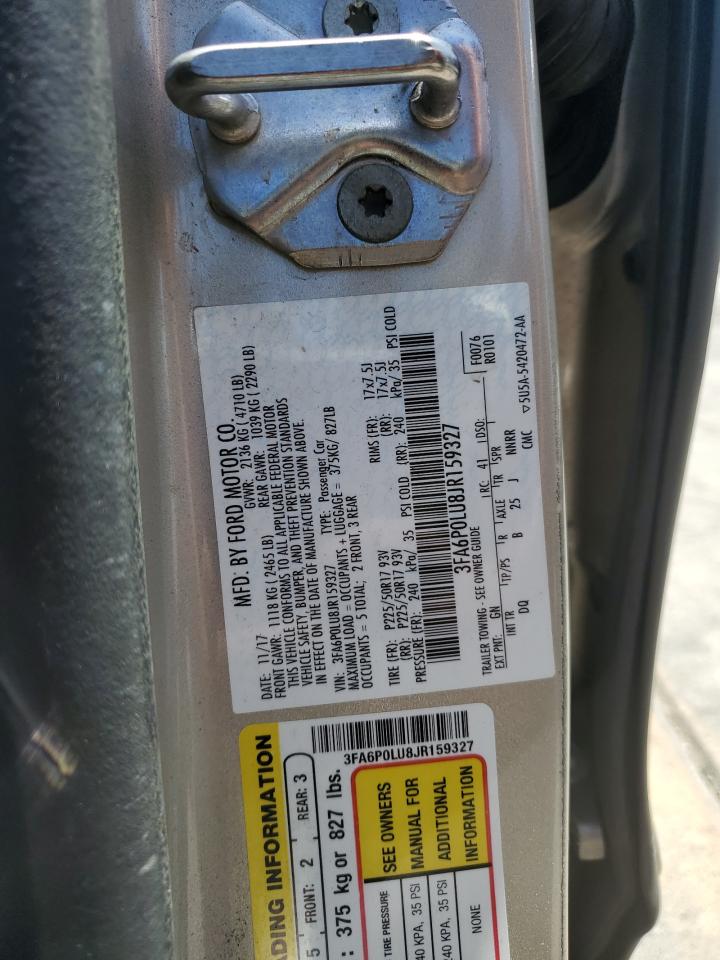 MFD. BY FORD MOTOR CO.
DATE: 11/17 GVWR: 2136 KG ( 4710 LB)
FRONT GAWR: 1118 KG ( 2465 LB) REAR GAWR: 1039 KG ( 2290 LB)
THIS VEHICLE CONFORMS TO ALL APPLICABLE FEDERAL MOTOR
VEHICLE SAFETY, BUMPER, AND THEFT PREVENTION STANDARDS
IN EFFECT ON THE DATE OF MANUFACTURE SHOWN ABOVE.
VIN: 3FA6P0LU8JR159327 TYPE: Passenger Car
MAXIMUM LOAD = OCCUPANTS + LUGGAGE = 375KG/ 827LB
OCCUPANTS = 5 TOTAL; 2 FRONT, 3 REAR
TIRE (FR): P225/50R17 93V RIMS (FR): 17x7.5J
(RR): P225/50R17 93V (RR): 17x7.5J
PRESSURE (FR): 240 kPa/ 35 PSI COLD (RR): 240 kPa/ 35 PSI COLD
3FA6P0LU8JR159327
F0076
R0101
TRAILER TOWING - SEE OWNER GUIDE RC: 41 DSO:
EXT PNT: GN
INT TR TP/PS R AXLE TR SPR
DQ B 25 J NNRR
CMC
▽5U5A-5420472-AA
3FA6P0LU8JR159327
ADING INFORMATION
5 FRONT: 2 REAR: 3
: 375 kg or 827 lbs.
TIRE PRESSURE
40 KPA, 35 PSI
240 KPA, 35 PSI
NONE
SEE OWNERS
MANUAL FOR
ADDITIONAL
INFORMATION